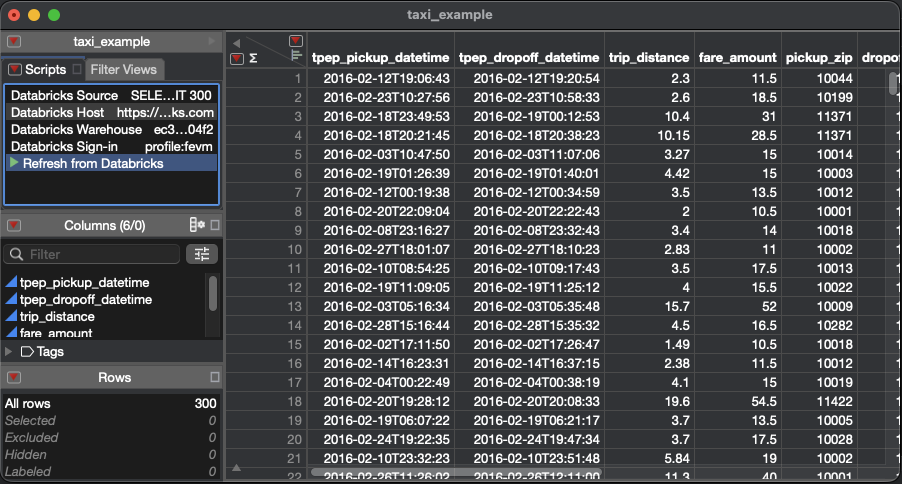 taxi_example
taxi_example
Scripts Filter Views
Databricks Source SELE...IT 300
Databricks Host https://...ks.com
Databricks Warehouse ec3...04f2
Databricks Sign-in profile:fevm
Refresh from Databricks
Columns (6/0)
Filter
tpep_pickup_datetime
tpep_dropoff_datetime
trip_distance
fare_amount
Tags
Rows
All rows 300
Selected 0
Excluded 0
Hidden 0
Labeled 0
Σ tpep_pickup_datetime tpep_dropoff_datetime trip_distance fare_amount pickup_zip dropo
1 2016-02-12T19:06:43 2016-02-12T19:20:54 2.3 11.5 10044
2 2016-02-23T10:27:56 2016-02-23T10:58:33 2.6 18.5 10199
3 2016-02-18T23:49:53 2016-02-19T00:12:53 10.4 31 11371
4 2016-02-18T20:21:45 2016-02-18T20:38:23 10.15 28.5 11371
5 2016-02-03T10:47:50 2016-02-03T11:07:06 3.27 15 10014
6 2016-02-19T01:26:39 2016-02-19T01:40:01 4.42 15 10003
7 2016-02-12T00:19:38 2016-02-12T00:34:59 3.5 13.5 10012
8 2016-02-20T22:09:04 2016-02-20T22:22:43 2 10.5 10001
9 2016-02-08T23:16:27 2016-02-08T23:32:43 3.4 14 10018
10 2016-02-27T18:01:07 2016-02-27T18:10:23 2.83 11 10002
11 2016-02-10T08:54:25 2016-02-10T09:17:43 3.5 17.5 10013
12 2016-02-19T11:09:05 2016-02-19T11:25:12 4 15.5 10022
13 2016-02-03T05:16:34 2016-02-03T05:35:48 15.7 52 10009
14 2016-02-28T15:16:44 2016-02-28T15:35:32 4.5 16.5 10282
15 2016-02-02T17:11:50 2016-02-02T17:26:47 1.49 10.5 10018
16 2016-02-14T16:23:31 2016-02-14T16:37:15 2.38 11.5 10012
17 2016-02-04T00:22:49 2016-02-04T00:38:19 4.1 15 10019
18 2016-02-20T19:28:12 2016-02-20T20:08:33 19.6 54.5 11422
19 2016-02-19T06:07:22 2016-02-19T06:21:17 3.7 13.5 10005
20 2016-02-24T19:22:35 2016-02-24T19:47:34 3.7 17.5 10028
21 2016-02-10T23:32:23 2016-02-10T23:51:48 5.84 19 10002
22 2016-02-26T11:26:02 2016-02-26T12:11:00 11.3 40 10001